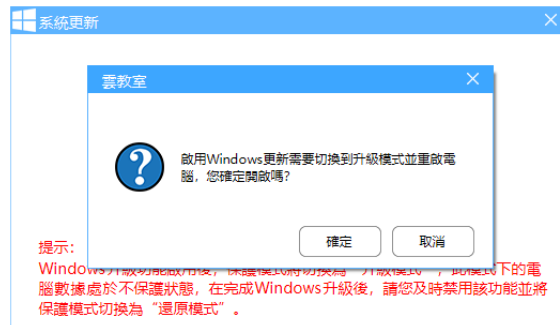 系統更新
雲教室
啟用Windows更新需要切換到升級模式並重啟電
腦，您確定開啟嗎?
確定
取消
提示：
Windows升級功能啟用後，保護模式將切換為“升級模式”，此模式下的電
腦數據處於不保護狀態，在完成Windows升級後，請您及時禁用該功能並將
保護模式切換為“還原模式”。